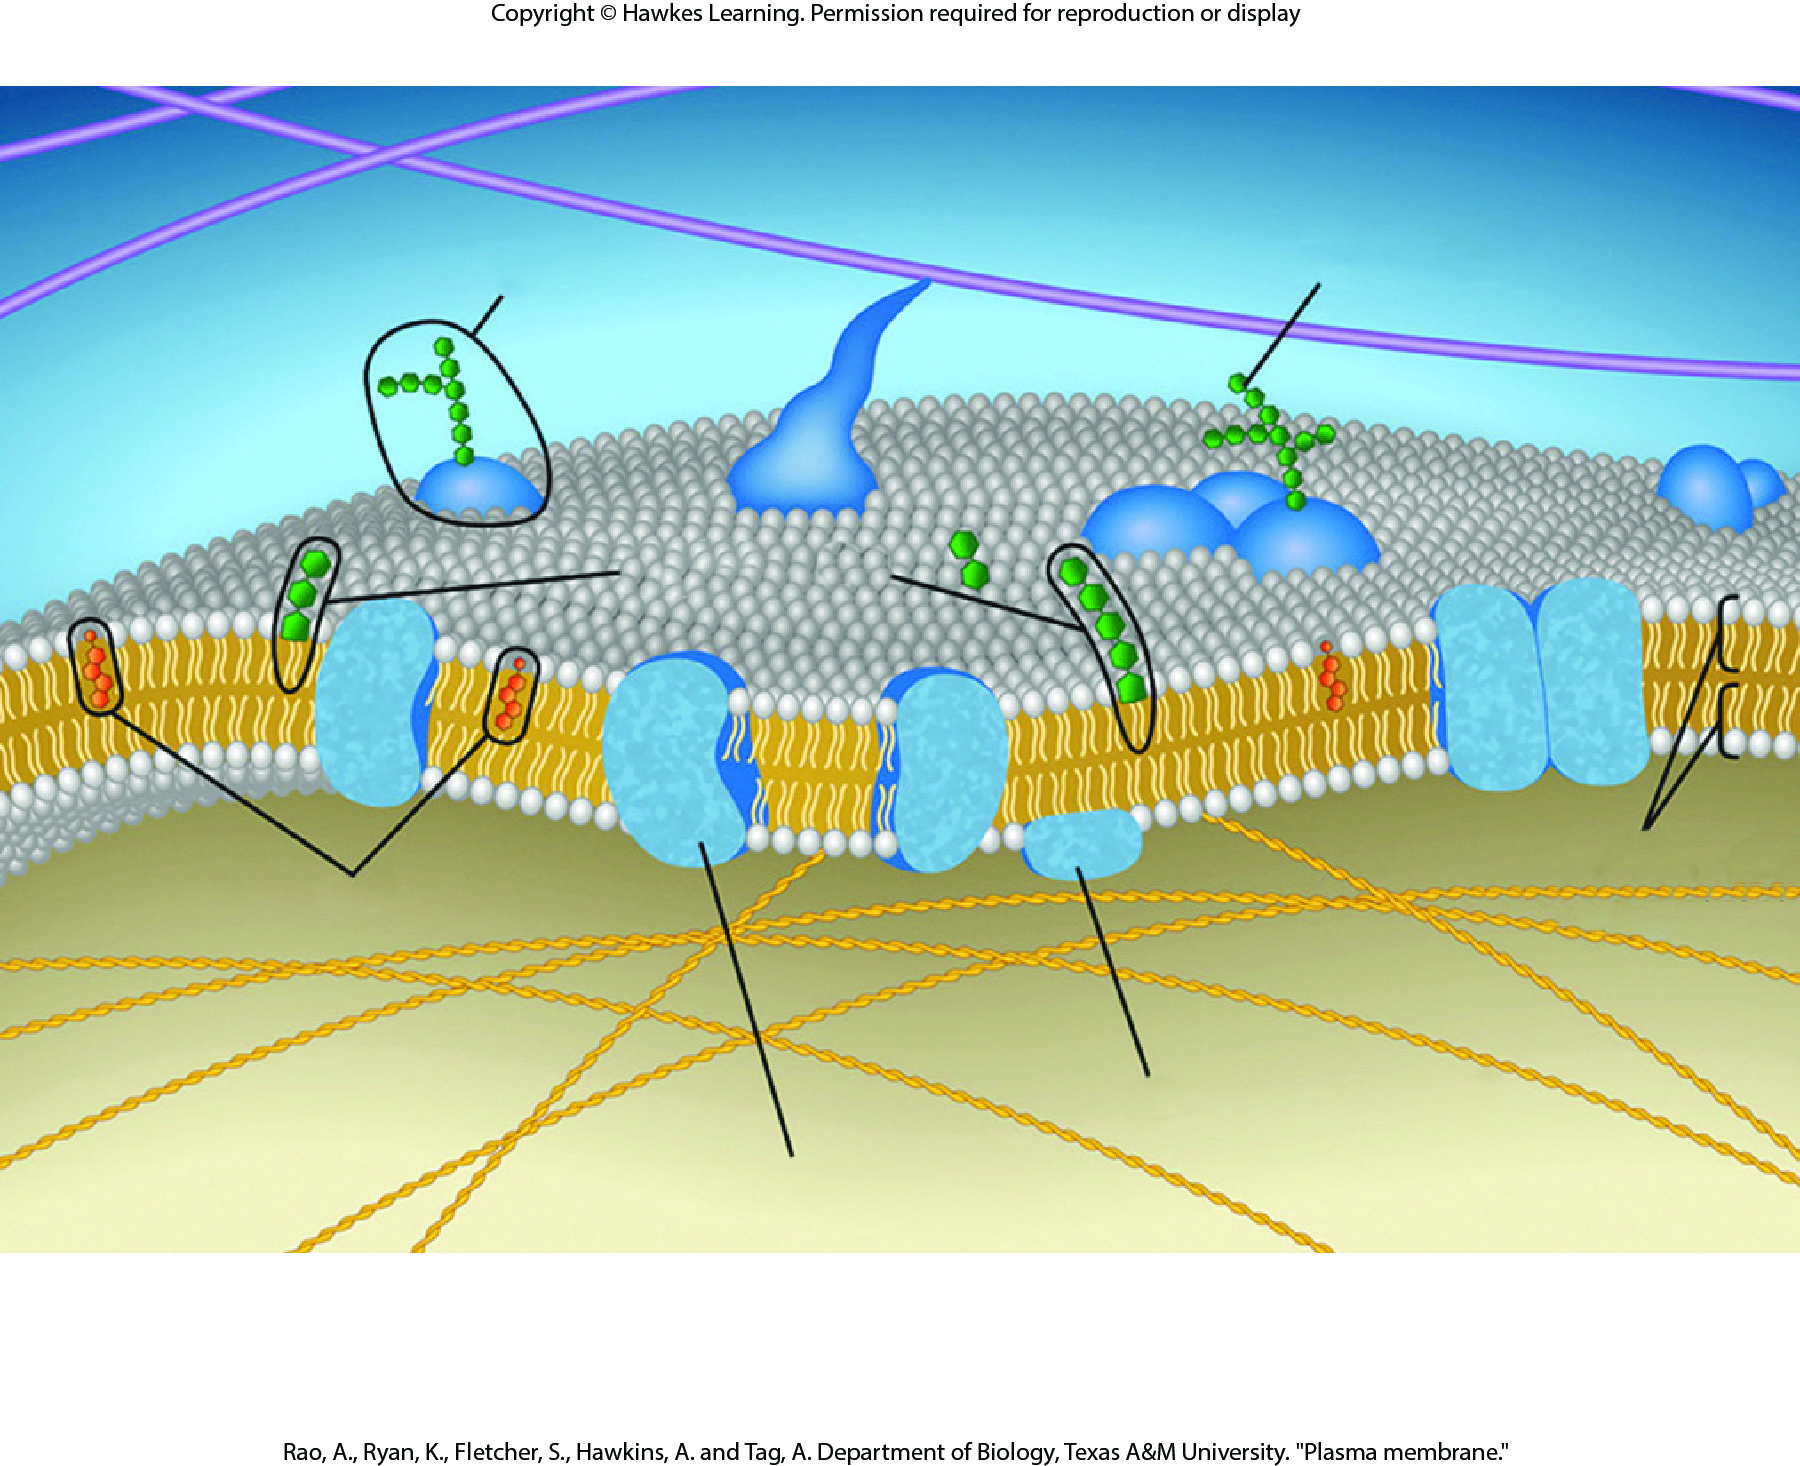 Copyright © Hawkes Learning. Permission required for reproduction or display
Rao, A., Ryan, K., Fletcher, S., Hawkins, A. and Tag, A. Department of Biology, Texas A&M University. "Plasma membrane."